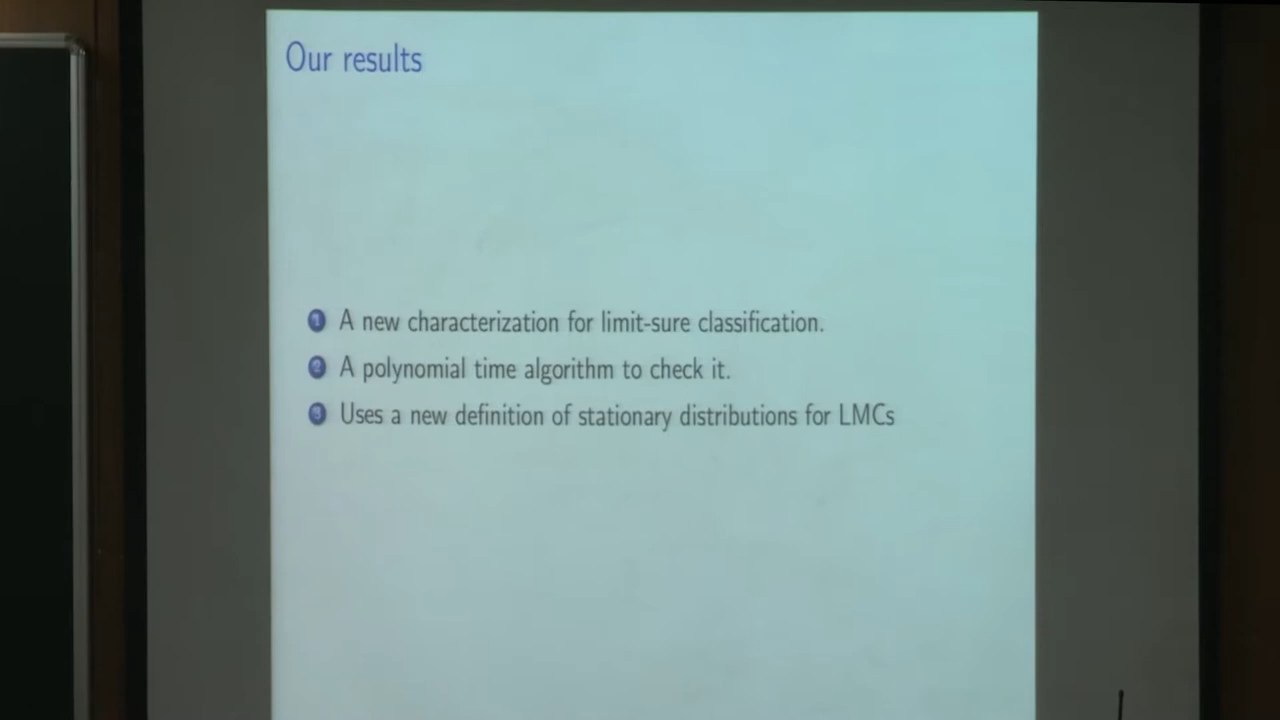 Our results
1 A new characterization for limit-sure classification.
2 A polynomial time algorithm to check it.
3 Uses a new definition of stationary distributions for LMCs